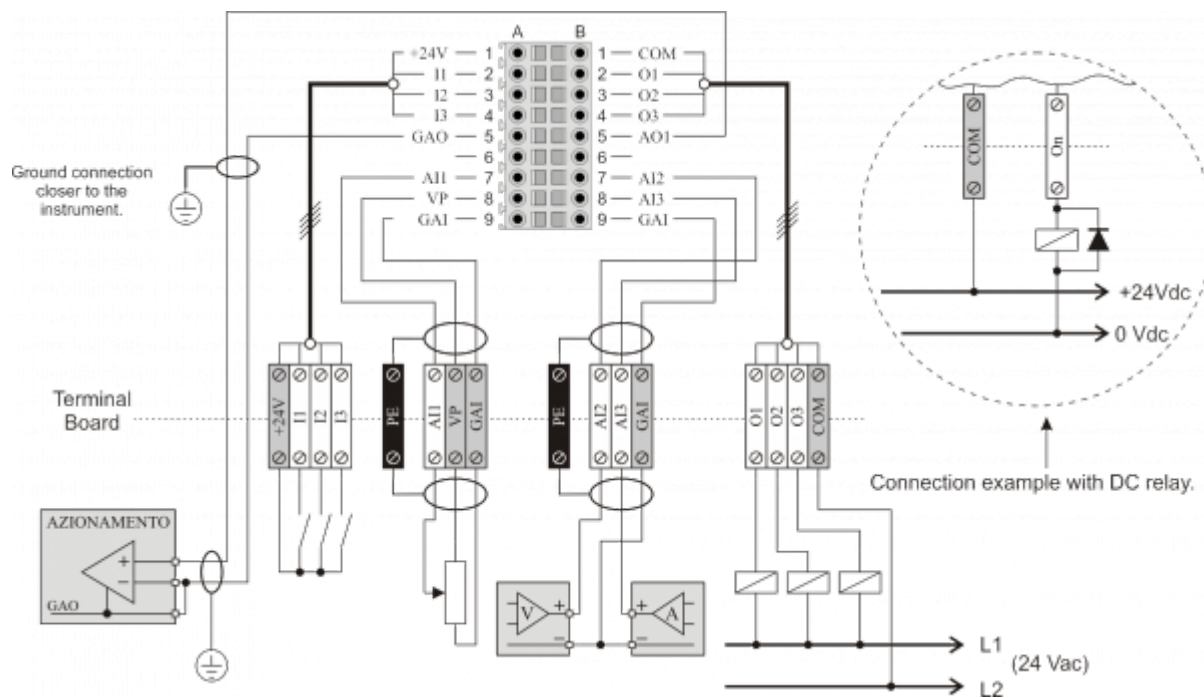 A B
+24V 1 1 COM
I1 2 2 O1
I2 3 3 O2
I3 4 4 O3
GAO 5 5 AO1
6 6
AI1 7 7 AI2
VP 8 8 AI3
GAI 9 9 GAI
Ground connection
closer to the
instrument.
COM
On
+24Vdc
0 Vdc
Connection example with DC relay.
Terminal
Board
+24V
I1
I2
I3
PE
AI1
VP
GAI
PE
AI2
AI3
GAI
O1
O2
O3
COM
AZIONAMENTO
+
−
GAO
V
+
−
A
+
−
L1
(24 Vac)
L2